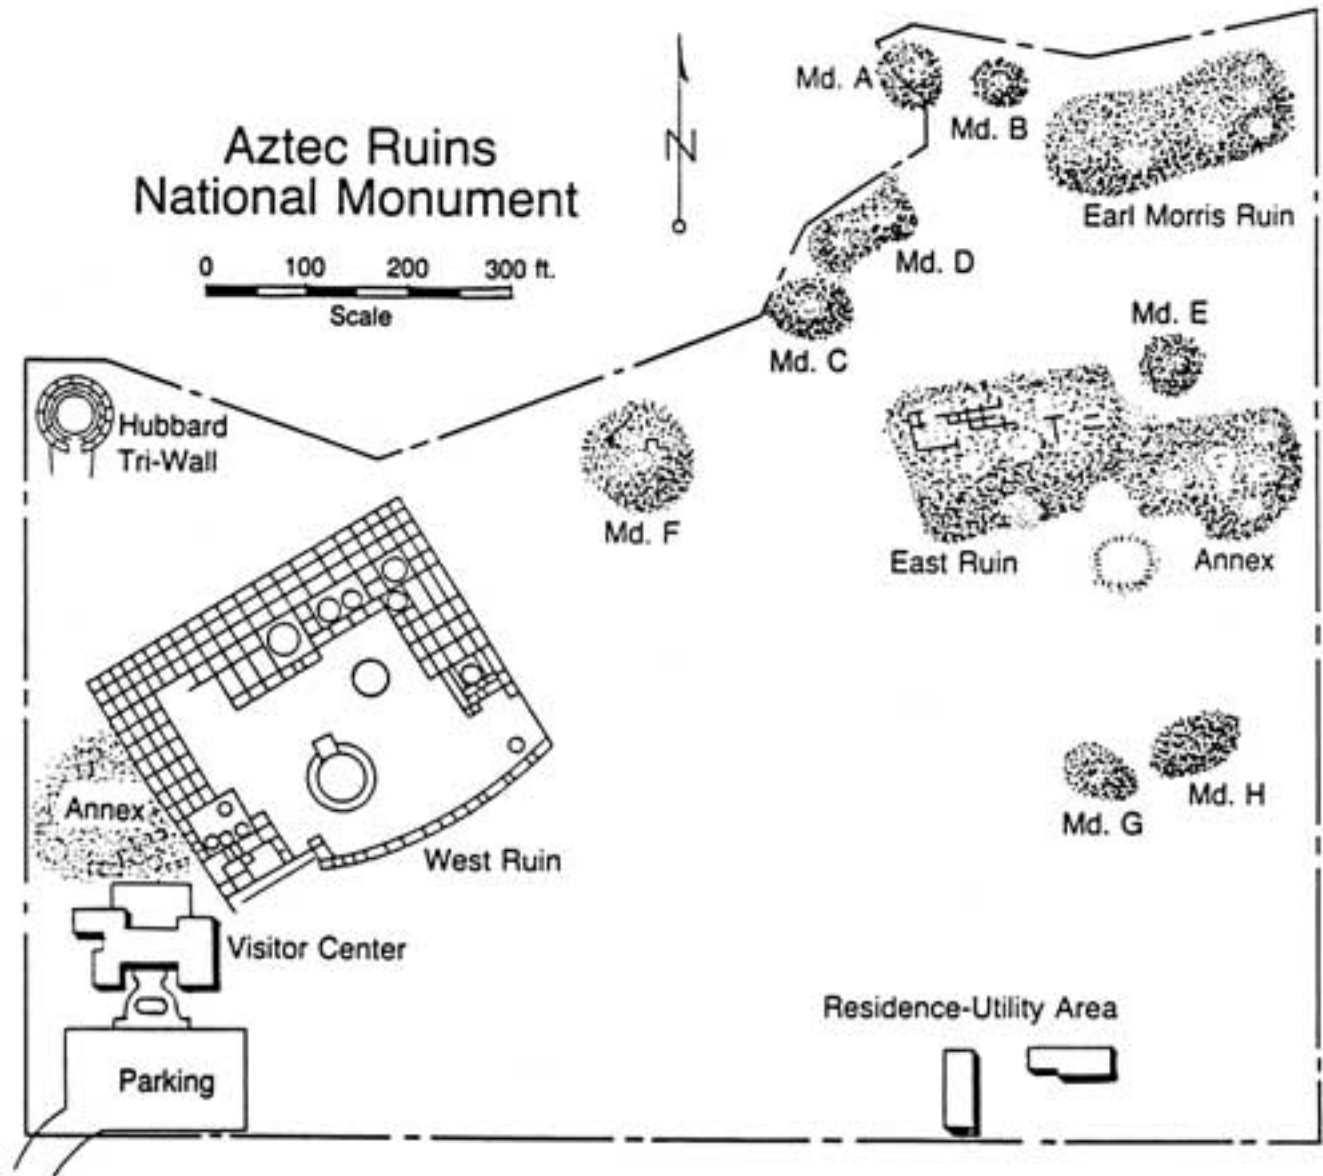 Aztec Ruins
National Monument
0 100 200 300 ft.
Scale
N
Md. A
Md. B
Earl Morris Ruin
Md. D
Md. C
Md. E
Hubbard
Tri-Wall
Md. F
East Ruin
Annex
Annex
West Ruin
Md. H
Md. G
Visitor Center
Residence-Utility Area
Parking